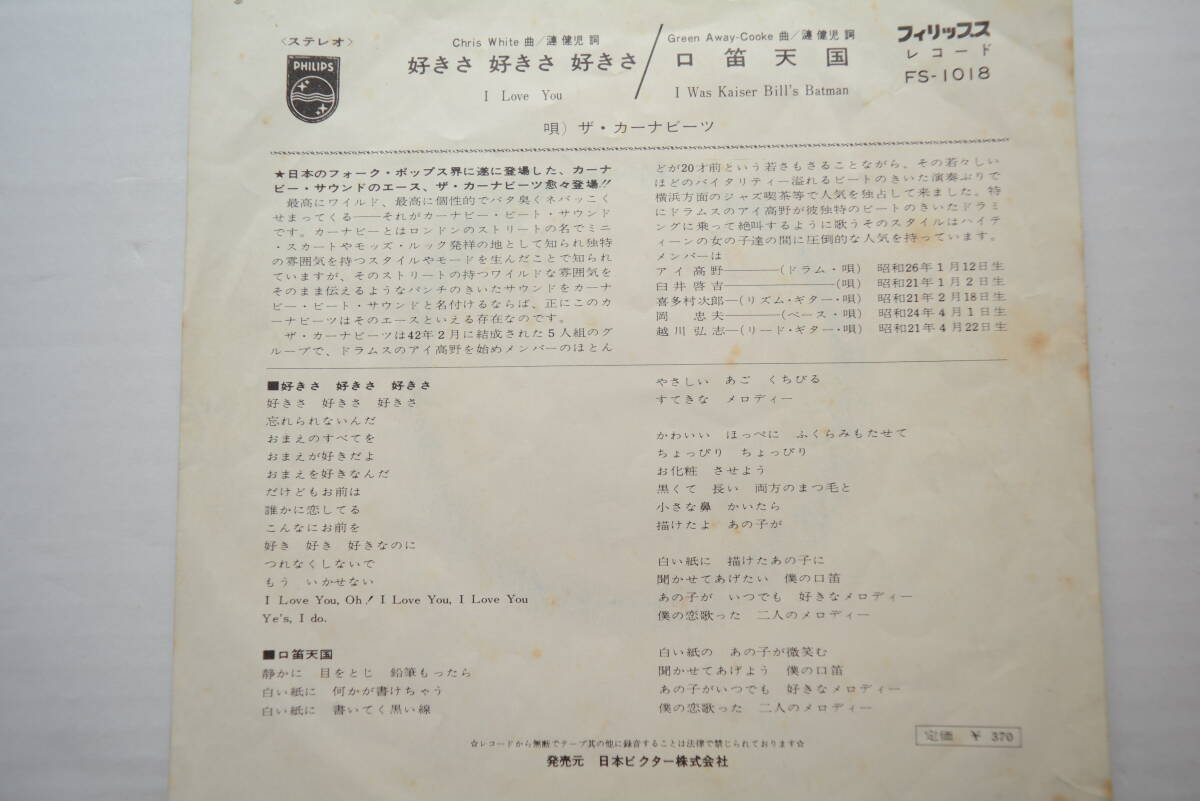 〈ステレオ〉
PHILIPS
Chris White 曲／漣 健児 詞
好きさ 好きさ 好きさ
I Love You
Green Away-Cooke 曲／漣 健児 詞
口笛天国
I Was Kaiser Bill's Batman
フィリップス
レコード
FS-1018
唄）ザ・カーナビーツ
★日本のフォーク・ポップス界に遂に登場した、カーナ
ビー・サウンドのエース、ザ・カーナビーツ愈々登場!!
最高にワイルド、最高に個性的でバタ臭くネバッこく
せまってくる——それがカーナビー・ビート・サウンド
です。カーナビーとはロンドンのストリートの名でミニ
・スカートやモッズ・ルック発祥の地として知られ独特
の雰囲気を持つスタイルやモードを生んだことで知られ
ていますが、そのストリートの持つワイルドな雰囲気を
そのまま伝えるようなパンチのきいたサウンドをカーナ
ビー・ビート・サウンドと名付けるならば、正にこのカ
ーナビーツはそのエースといえる存在なのです。
ザ・カーナビーツは42年2月に結成された5人組のグ
ループで、ドラムスのアイ高野を始めメンバーのほとん
どが20才前という若さもさることながら、その若々しい
ほどのバイタリティー溢れるビートのきいた演奏ぶりで
横浜方面のジャズ喫茶等で人気を独占して来ました。特
にドラムスのアイ高野が彼独特のビートのきいたドラミ
ングに乗って絶叫するように歌うそのスタイルはハイテ
ィーンの女の子達の間に圧倒的な人気を持っています。
メンバーは
アイ高野————(ドラム・唄) 昭和26年1月12日生
臼井啓吉————————(唄) 昭和21年1月2日生
喜多村次郎—(リズム・ギター・唄) 昭和21年2月18日生
岡 忠夫————(ベース・唄) 昭和24年4月1日生
越川弘志—(リード・ギター・唄) 昭和21年4月22生
■好きさ 好きさ 好きさ
好きさ 好きさ 好きさ
忘れられないんだ
おまえのすべてを
おまえが好きだよ
おまえを好きなんだ
だけどもお前は
誰かに恋してる
こんなにお前を
好き 好き 好きなのに
つれなくしないで
もう いかせない
I Love You, Oh! I Love You, I Love You
Ye's, I do.
■口笛天国
静かに 目をとじ 鉛筆もったら
白い紙に 何かが書けちゃう
白い紙に 書いてく黒い線
やさしい あご くちびる
すてきな メロディー
かわいい ほっぺに ふくらみもたせて
ちょっぴり ちょっぴり
お化粧 させよう
黒くて 長い 両方のまつ毛と
小さな鼻 かいたら
描けたよ あの子が
白い紙に 描けたあの子に
聞かせてあげたい 僕の口笛
あの子が いつでも 好きなメロディー
僕の恋歌った 二人のメロディー
白い紙の あの子が微笑む
聞かせてあげよう 僕の口笛
あの子がいつでも 好きなメロディー
僕の恋歌った 二人のメロディー
☆レコードから無断でテープ其の他に録音することは法律で禁じられております☆
定価 ￥370
発売元 日本ビクター株式会社